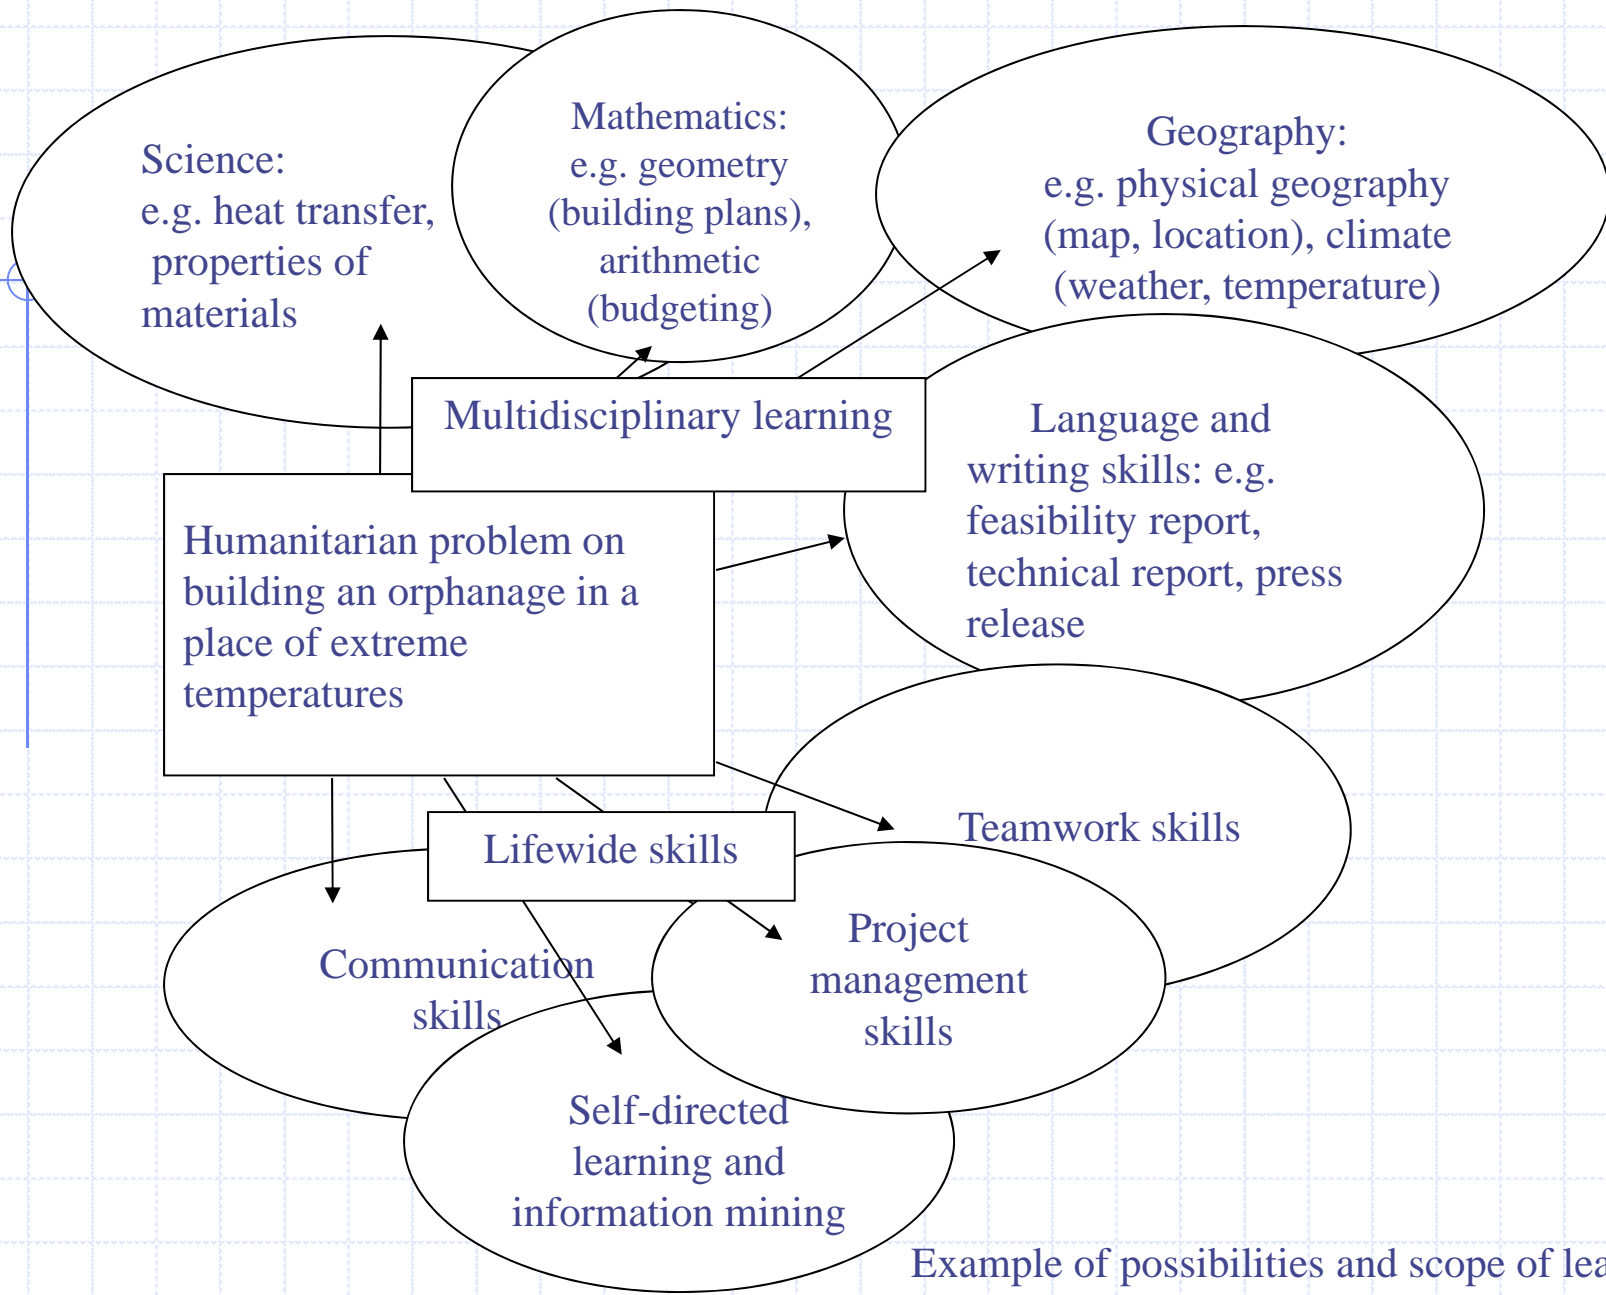 Science:
e.g. heat transfer,
properties of
materials
Mathematics:
e.g. geometry
(building plans),
arithmetic
(budgeting)
Geography:
e.g. physical geography
(map, location), climate
(weather, temperature)
Multidisciplinary learning
Language and
writing skills: e.g.
feasibility report,
technical report, press
release
Humanitarian problem on
building an orphanage in a
place of extreme
temperatures
Lifewide skills
Teamwork skills
Communication
skills
Project
management
skills
Self-directed
learning and
information mining
Example of possibilities and scope of